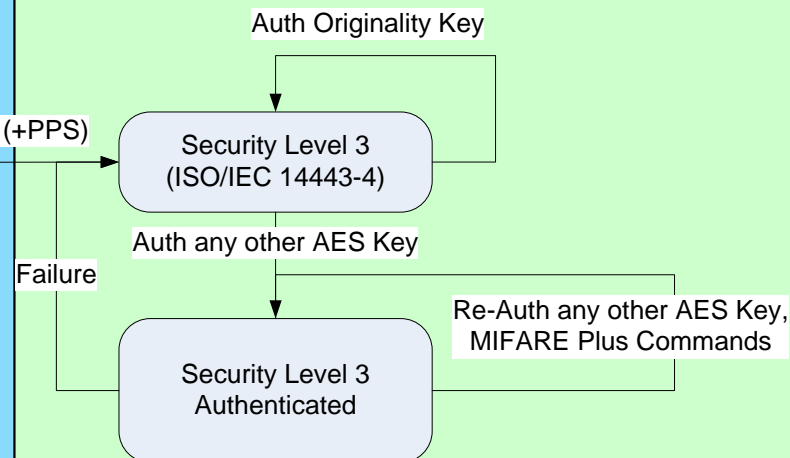 Auth Originality Key
(+PPS)
Security Level 3
(ISO/IEC 14443-4)
Auth any other AES Key
Failure
Re-Auth any other AES Key,
MIFARE Plus Commands
Security Level 3
Authenticated